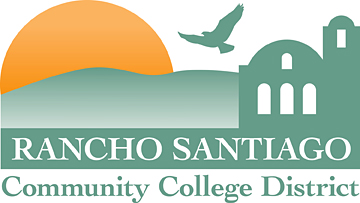 RANCHO SANTIAGO
Community College District